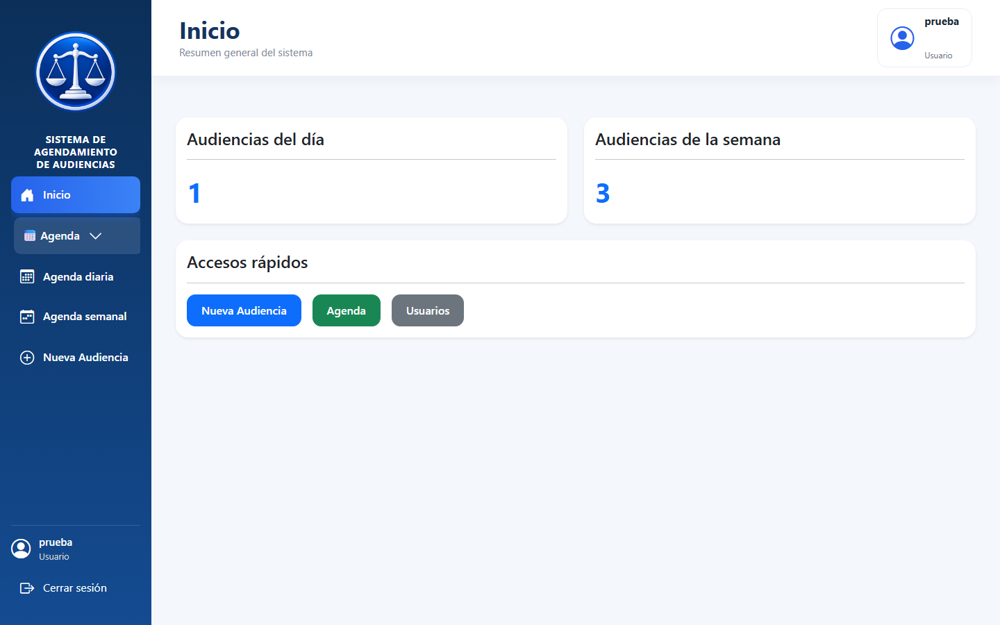 SISTEMA DE
AGENDAMIENTO
DE AUDIENCIAS
Inicio
Agenda
Agenda diaria
Agenda semanal
Nueva Audiencia
prueba
Usuario
Cerrar sesión
Inicio
Resumen general del sistema
prueba
Usuario
Audiencias del día
1
Audiencias de la semana
3
Accesos rápidos
Nueva Audiencia
Agenda
Usuarios